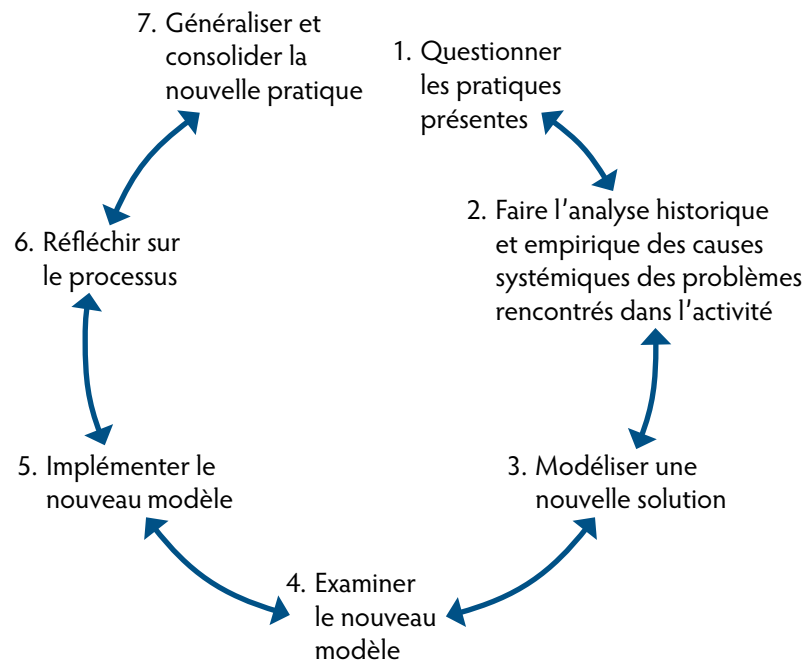 1. Questionner
les pratiques
présentes
2. Faire l'analyse historique
et empirique des causes
systémiques des problèmes
rencontrés dans l'activité
3. Modéliser une
nouvelle solution
4. Examiner
le nouveau
modèle
5. Implémenter le
nouveau modèle
6. Réfléchir sur
le processus
7. Généraliser et
consolider la
nouvelle pratique